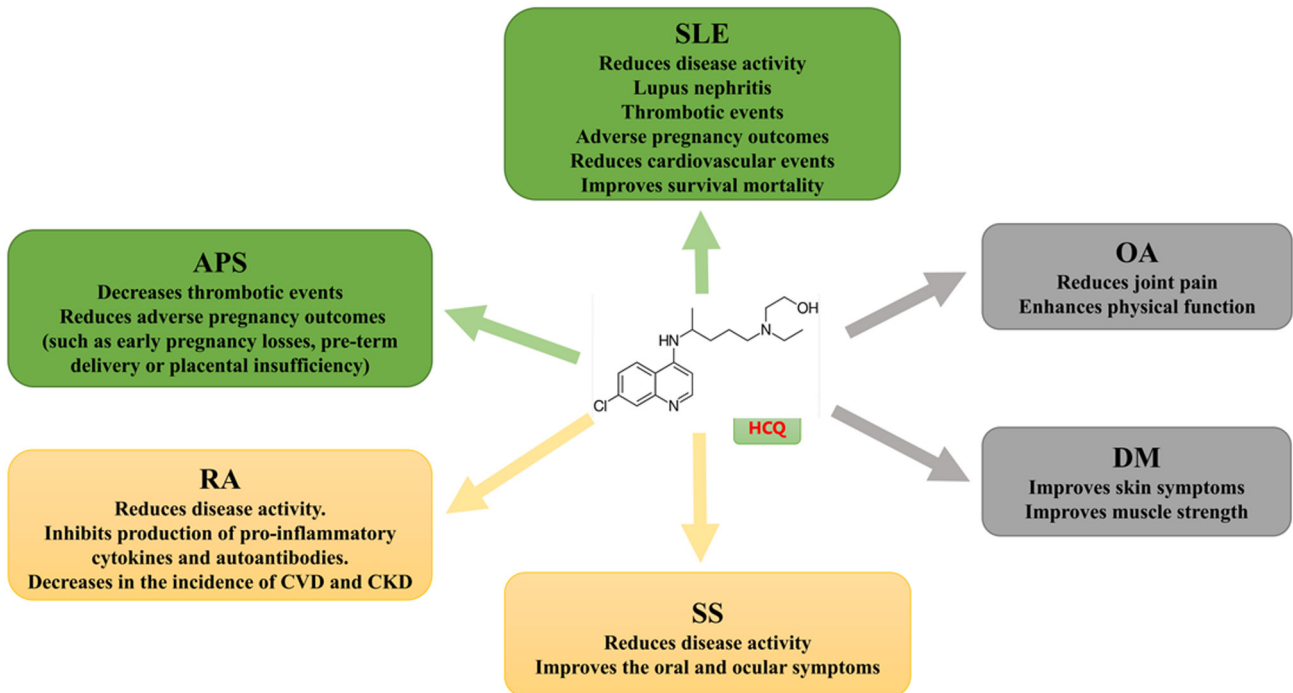 SLE
Reduces disease activity
Lupus nephritis
Thrombotic events
Adverse pregnancy outcomes
Reduces cardiovascular events
Improves survival mortality
APS
Decreases thrombotic events
Reduces adverse pregnancy outcomes
(such as early pregnancy losses, pre-term
delivery or placental insufficiency)
OA
Reduces joint pain
Enhances physical function
OH
N
HN
Cl
N
HCQ
RA
Reduces disease activity.
Inhibits production of pro-inflammatory
cytokines and autoantibodies.
Decreases in the incidence of CVD and CKD
DM
Improves skin symptoms
Improves muscle strength
SS
Reduces disease activity
Improves the oral and ocular symptoms